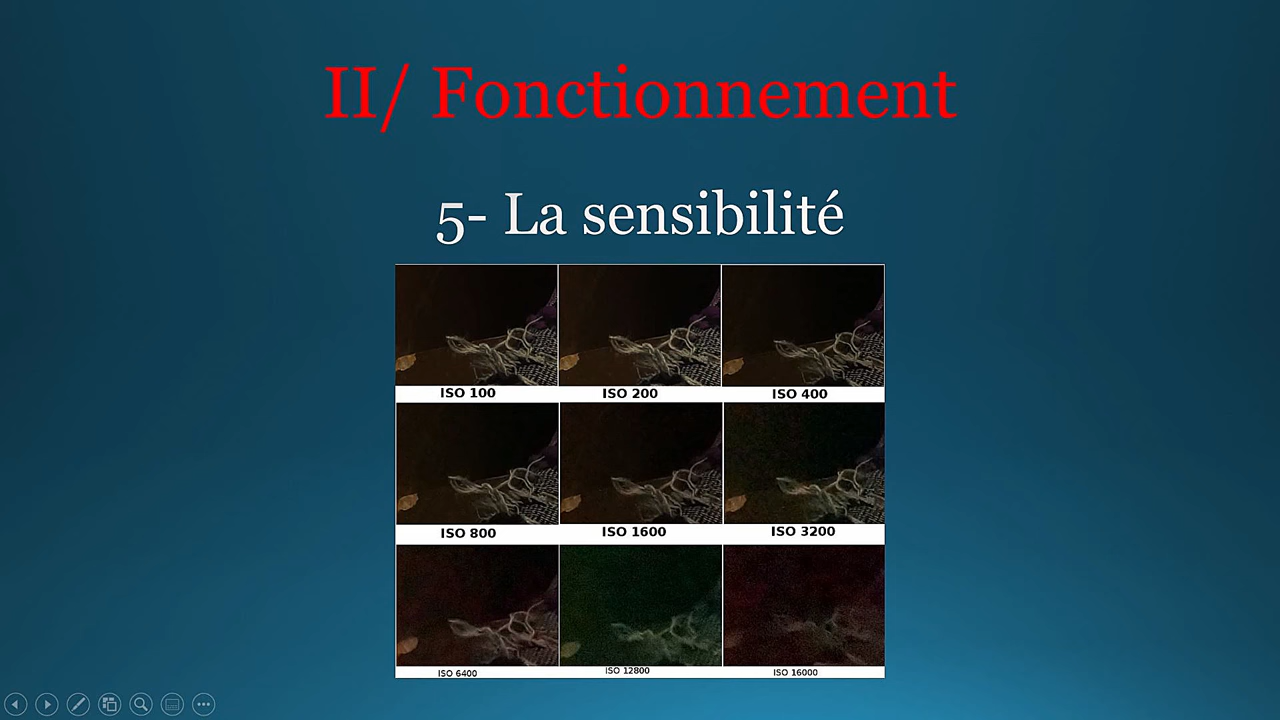 II/ Fonctionnement
5- La sensibilité
ISO 100 ISO 200 ISO 400
ISO 800 ISO 1600 ISO 3200
ISO 6400 ISO 12800 ISO 16000